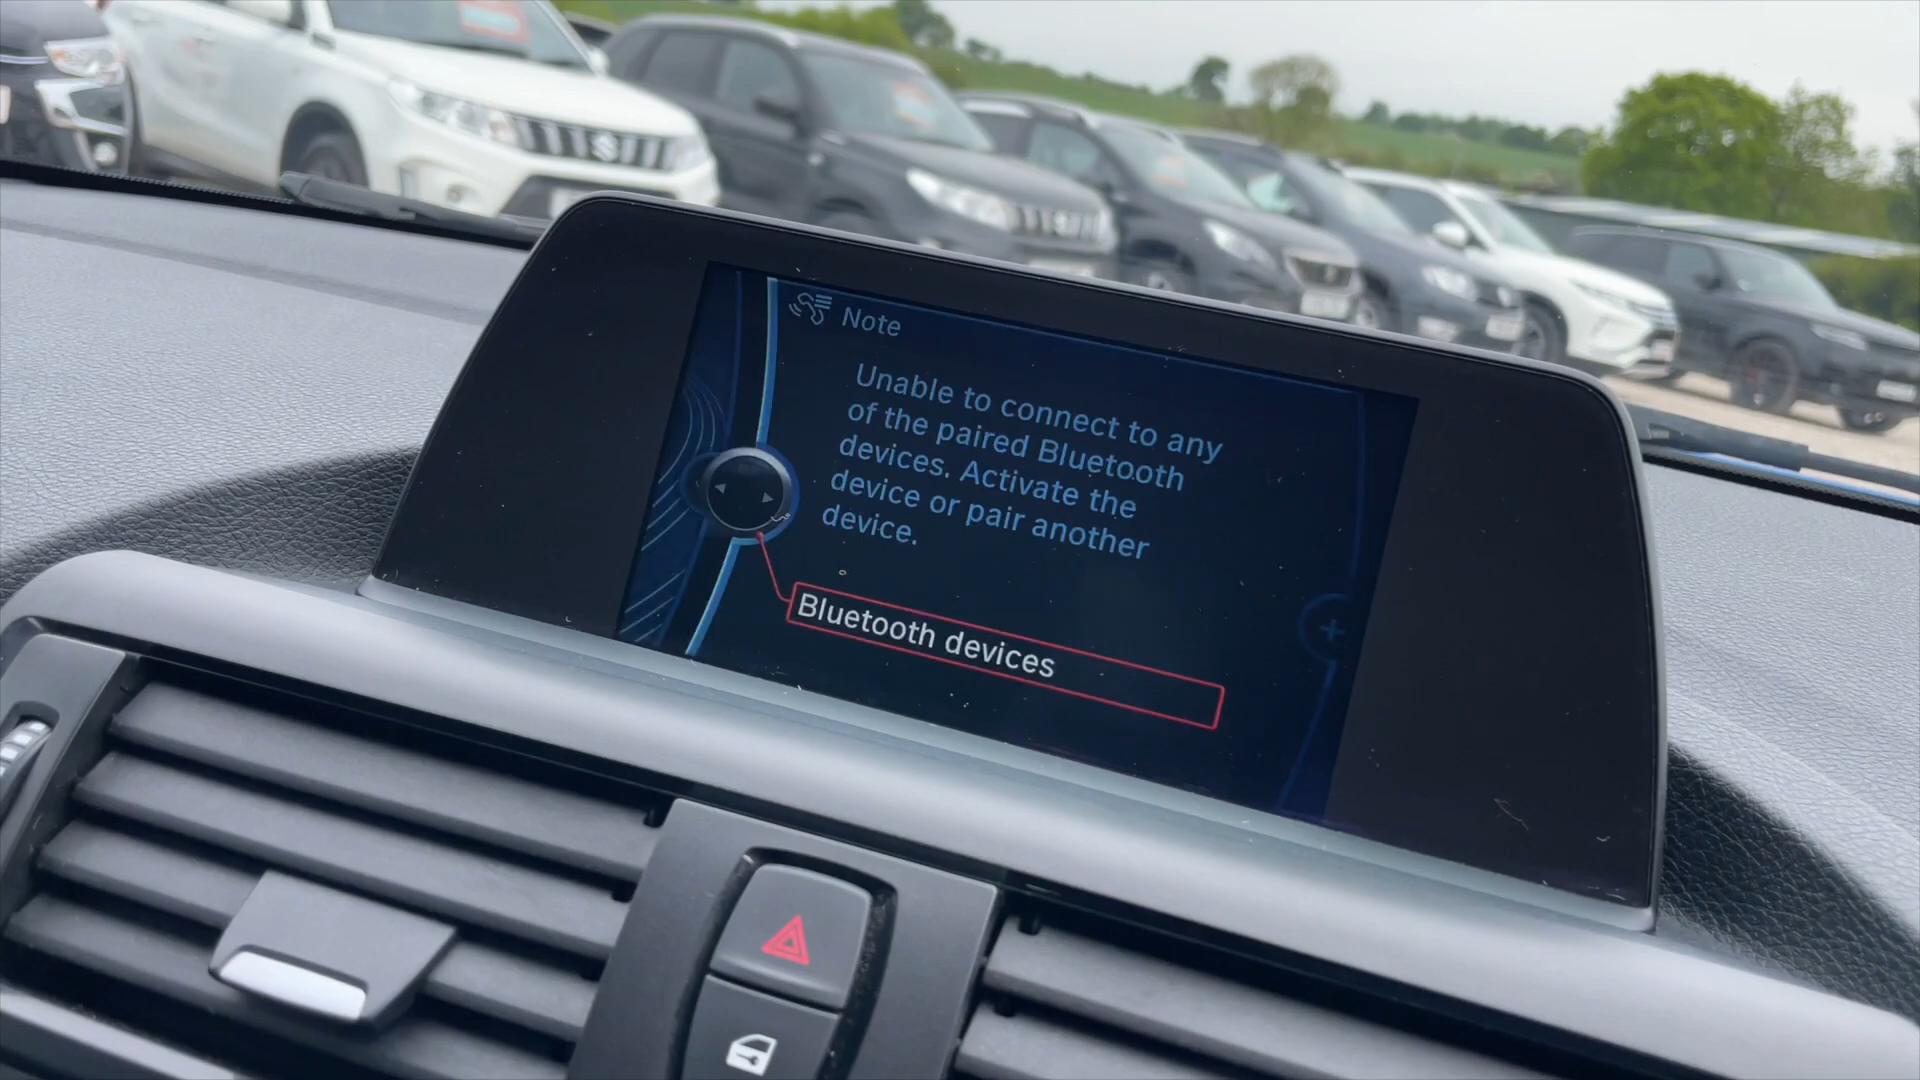 Note
Unable to connect to any
of the paired Bluetooth
devices. Activate the
device or pair another
device.
Bluetooth devices